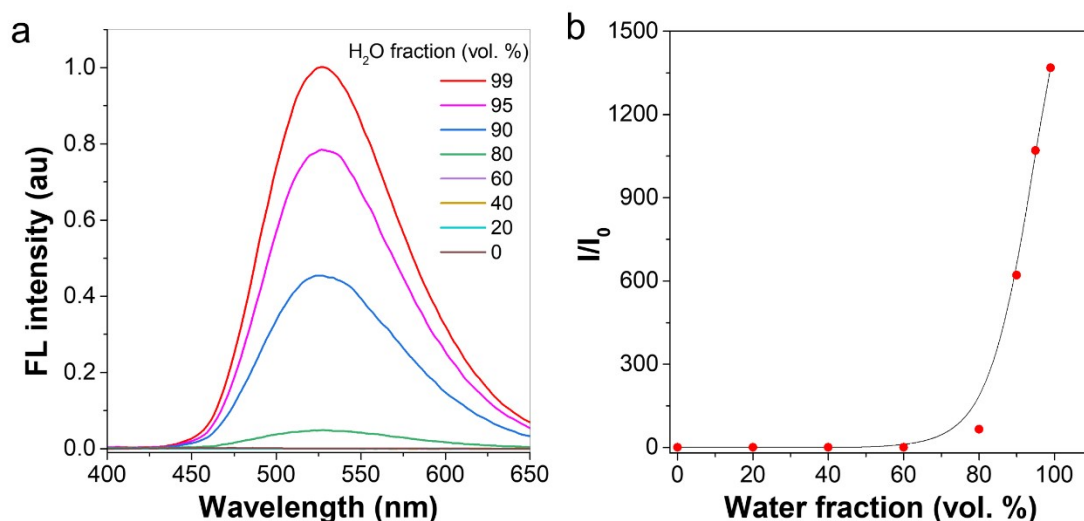 a
H₂O fraction (vol. %)
99
95
90
80
60
40
20
0
FL intensity (au)
1.0
0.8
0.6
0.4
0.2
0.0
400 450 500 550 600 650
Wavelength (nm)
b
I/I₀
1500
1200
900
600
300
0
0 20 40 60 80 100
Water fraction (vol. %)